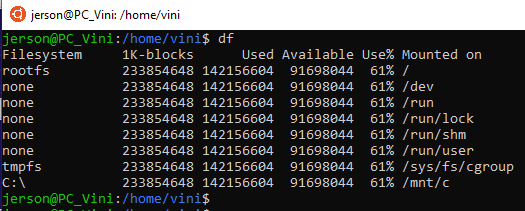 jerson@PC_Vini: /home/vini
jerson@PC_Vini:/home/vini$ df
Filesystem     1K-blocks      Used Available Use% Mounted on
rootfs         233854648 142156604  91698044  61% /
none           233854648 142156604  91698044  61% /dev
none           233854648 142156604  91698044  61% /run
none           233854648 142156604  91698044  61% /run/lock
none           233854648 142156604  91698044  61% /run/shm
none           233854648 142156604  91698044  61% /run/user
tmpfs          233854648 142156604  91698044  61% /sys/fs/cgroup
C:\            233854648 142156604  91698044  61% /mnt/c
jerson@PC_Vini:/home/vini$